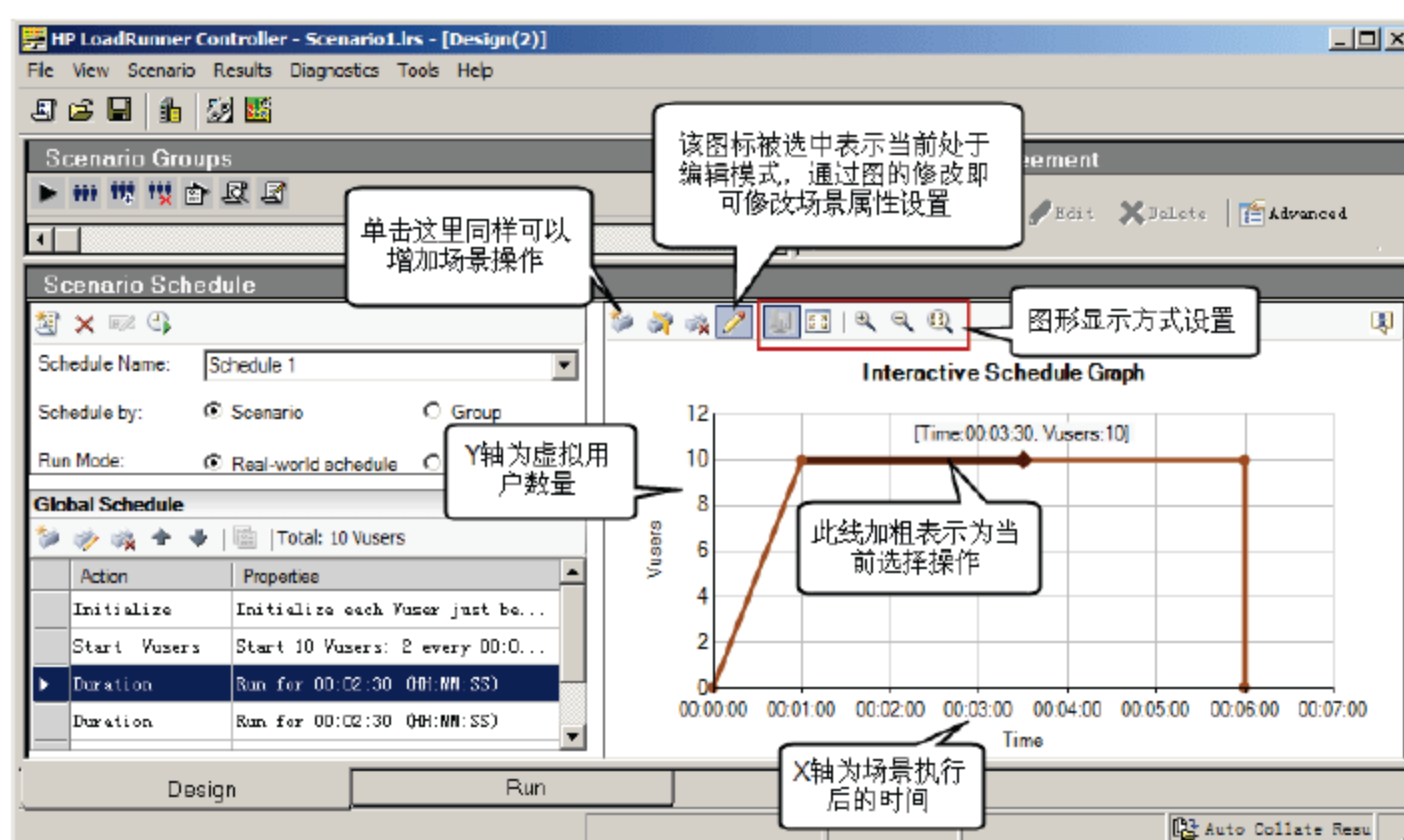 HP LoadRunner Controller - Scenario1.lrs - [Design(2)]
File View Scenario Results Diagnostics Tools Help
该图标被选中表示当前处于
编辑模式，通过图的修改即
可修改场景属性设置
Scenario Groups
eement
Edit Delete Advanced
单击这里同样可以
增加场景操作
Scenario Schedule
图形显示方式设置
Schedule Name: Schedule 1
Schedule by: Scenario Group
Run Mode: Real-world schedule
Interactive Schedule Graph
Y轴为虚拟用
户数量
[Time:00:03:30. Vusers:10]
此线加粗表示为当
前选择操作
Global Schedule
Total: 10 Vusers
Action Properties
Initialize Initialize each Vuser just be...
Start Vusers Start 10 Vusers: 2 every 00:0...
Duration Run for 00:02:30 (HH:MM:SS)
Duration Run for 00:02:30 (HH:MM:SS)
Vusers
12
10
8
6
4
2
0
00:00:00 00:01:00 00:02:00 00:03:00 00:04:00 00:05:00 00:06:00 00:07:00
Time
X轴为场景执行
后的时间
Design Run
Auto Collate Resu